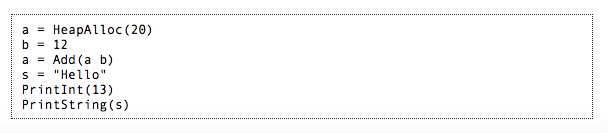 a = HeapAlloc(20)
b = 12
a = Add(a b)
s = "Hello"
PrintInt(13)
PrintString(s)